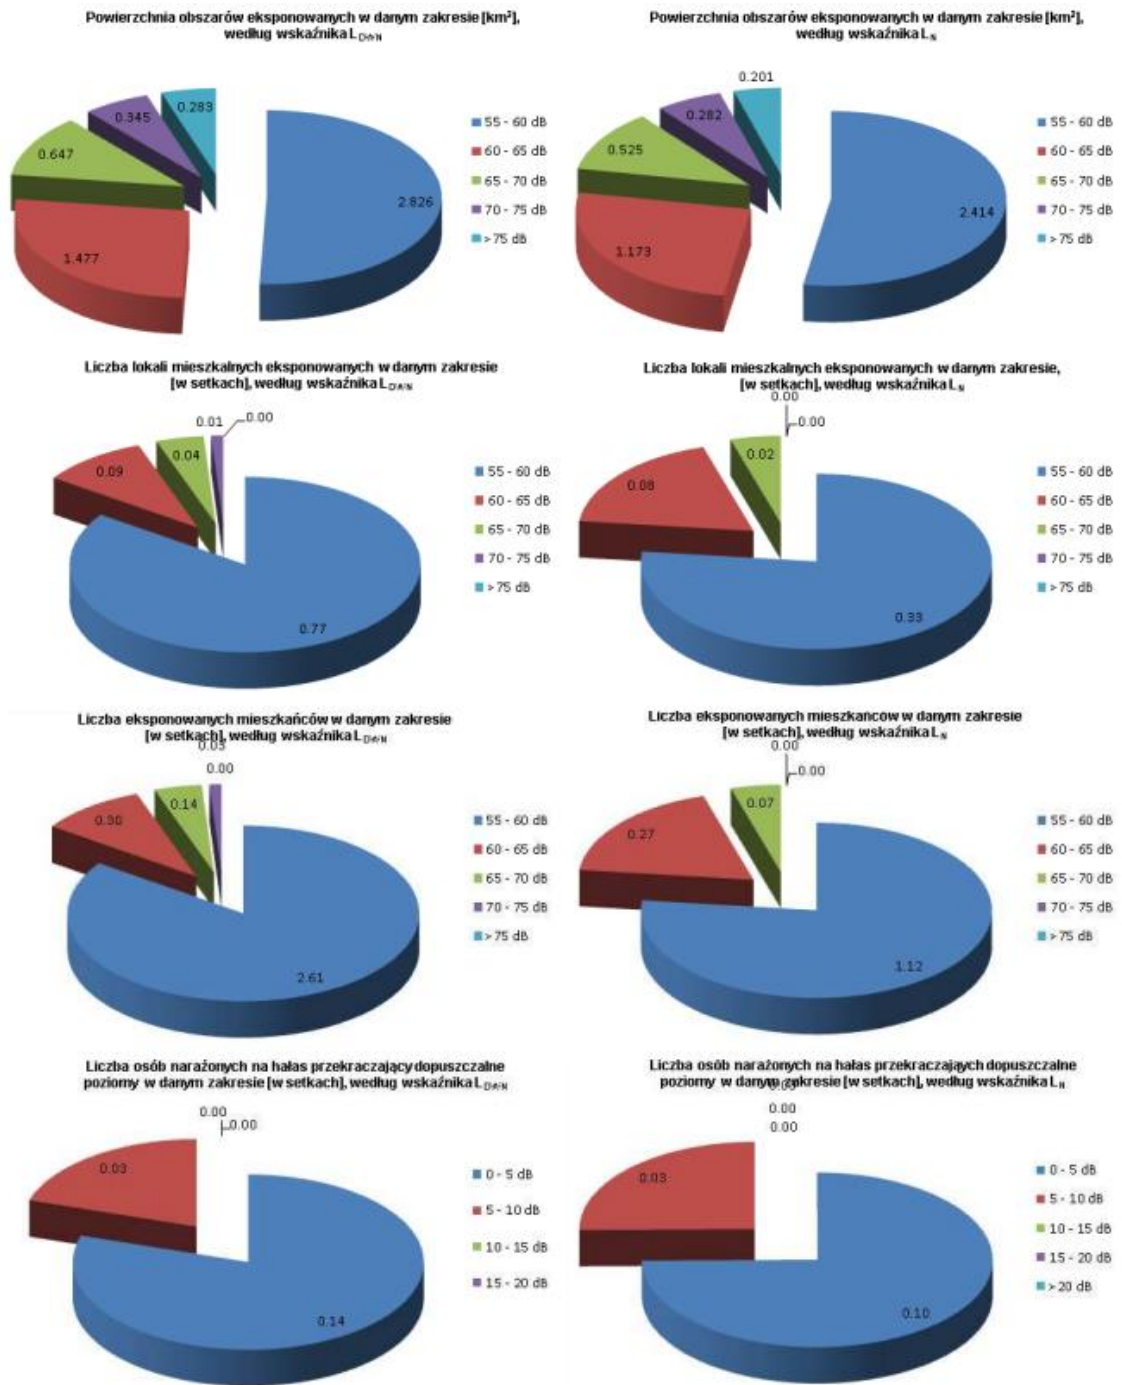 Powierzchnia obszarów eksponowanych w danym zakresie [km²],
według wskaźnika L DWN
0.283
0.345
0.647
2.826
1.477
55 - 60 dB
60 - 65 dB
65 - 70 dB
70 - 75 dB
> 75 dB
Powierzchnia obszarów eksponowanych w danym zakresie [km²],
według wskaźnika L N
0.201
0.282
0.525
2.414
1.173
55 - 60 dB
60 - 65 dB
65 - 70 dB
70 - 75 dB
> 75 dB
Liczba lokali mieszkalnych eksponowanych w danym zakresie
[w setkach], według wskaźnika L DWN
0.01
0.00
0.04
0.09
0.77
55 - 60 dB
60 - 65 dB
65 - 70 dB
70 - 75 dB
> 75 dB
Liczba lokali mieszkalnych eksponowanych w danym zakresie,
[w setkach], według wskaźnika L N
0.00
0.00
0.02
0.08
0.33
55 - 60 dB
60 - 65 dB
65 - 70 dB
70 - 75 dB
> 75 dB
Liczba eksponowanych mieszkańców w danym zakresie
[w setkach], według wskaźnika L DWN
0.03
0.00
0.14
0.30
2.61
55 - 60 dB
60 - 65 dB
65 - 70 dB
70 - 75 dB
> 75 dB
Liczba eksponowanych mieszkańców w danym zakresie
[w setkach], według wskaźnika L N
0.00
0.00
0.07
0.27
1.12
55 - 60 dB
60 - 65 dB
65 - 70 dB
70 - 75 dB
> 75 dB
Liczba osób narażonych na hałas przekraczający dopuszczalne
poziomy w danym zakresie [w setkach], według wskaźnika L DWN
0.00
0.00
0.03
0.14
0 - 5 dB
5 - 10 dB
10 - 15 dB
15 - 20 dB
Liczba osób narażonych na hałas przekraczających dopuszczalne
poziomy w danym zakresie [w setkach], według wskaźnika L N
0.00
0.00
0.00
0.03
0.10
0 - 5 dB
5 - 10 dB
10 - 15 dB
15 - 20 dB
> 20 dB